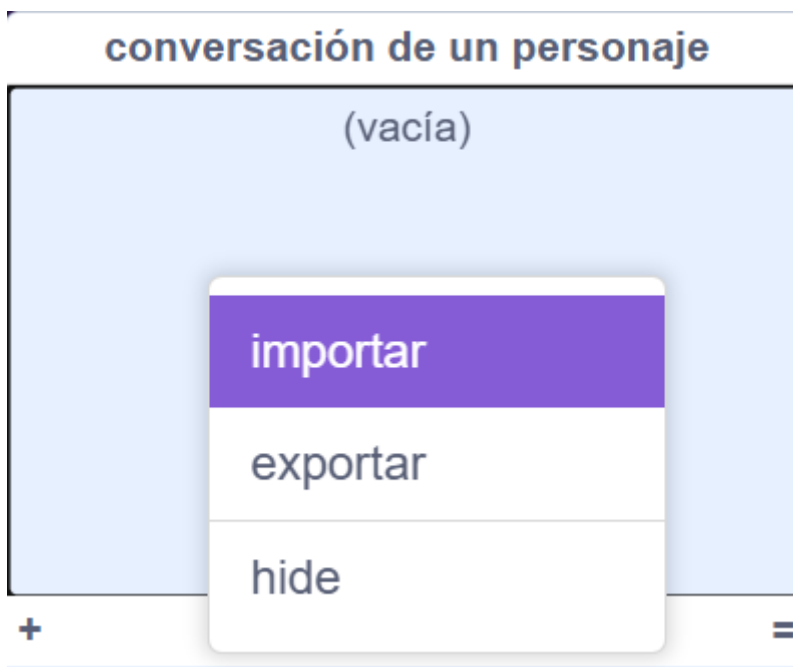 conversación de un personaje
(vacía)
importar
exportar
hide
+ =